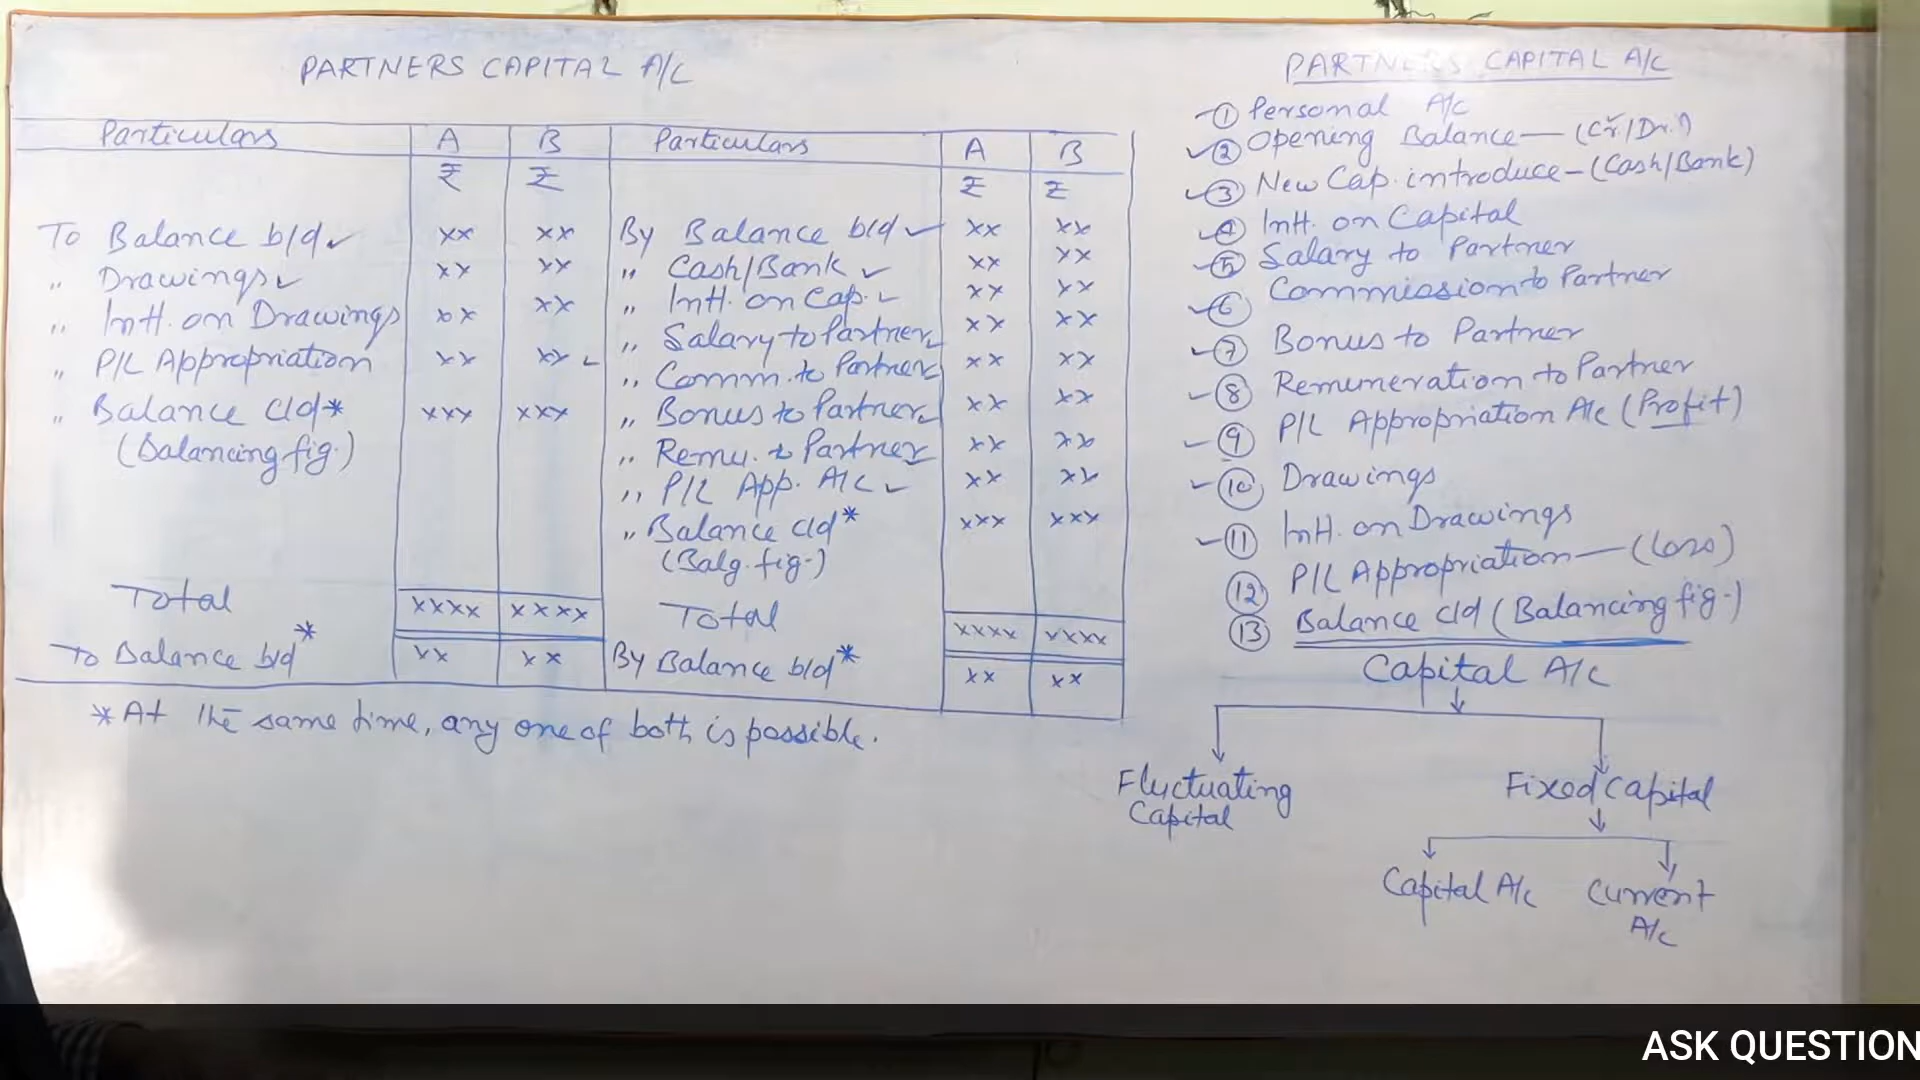 PARTNERS CAPITAL A/C
Particulars A B Particulars A B
₹ ₹ ₹ ₹
To Balance b/d ✓ xx xx By Balance b/d ✓ xx xx
" Drawings ✓ xx xx " Cash/Bank ✓ xx xx
" Intt. on Drawings xx xx " Intt. on Cap. ✓ xx xx
" P/L Appropriation xx xx ✓ " Salary to Partner xx xx
" Balance c/d* xxx xxx " Comm. to Partner xx xx
(Balancing fig.) " Bonus to Partner xx xx
" Remu. to Partner xx xx
" P/L App. A/c ✓ xx xx
" Balance c/d* xxx xxx
(Balg. fig.)
Total xxxx xxxx Total xxxx xxxx
To Balance b/d* xx xx By Balance b/d* xx xx
*At the same time, any one of both is possible.
PARTNERS CAPITAL A/C
① Personal A/c
② Opening Balance — (Cr./Dr.)
③ New Cap. introduce - (Cash/Bank)
④ Intt. on Capital
⑤ Salary to Partner
⑥ Commission to Partner
⑦ Bonus to Partner
⑧ Remuneration to Partner
⑨ P/L Appropriation A/c (Profit)
⑩ Drawings
⑪ Intt. on Drawings
⑫ P/L Appropriation — (Loss)
⑬ Balance c/d (Balancing fig.)
Capital A/c
Fluctuating Capital
Fixed Capital
Capital A/c
Current A/c
ASK QUESTION